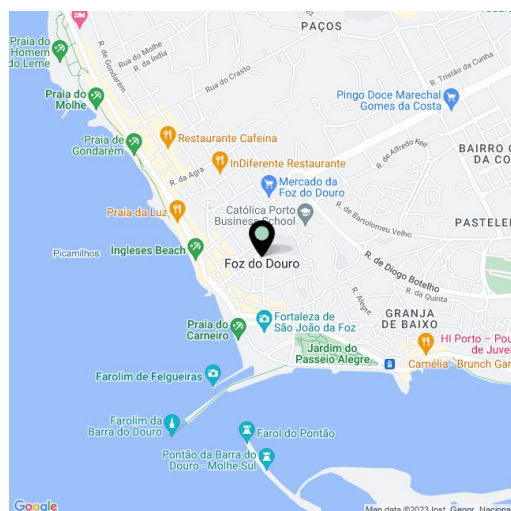 PAÇOS
Praia do
Homem
do Leme
R. de Gondarém
Rua do Molhe
R. da Índia
Rua do Crasto
R. Tristão da Cunha
Praia do
Molhe
Pingo Doce Marechal
Gomes da Costa
Praia de
Gondarém
Restaurante Cafeína
R. de Alfredo Keil
BAIRRO
DA CO
InDiferente Restaurante
R. da Agra
Mercado da
Foz do Douro
Praia da Luz
Católica Porto
Business School
R. de Bartolomeu Velho
PASTELE
Picamilhos
Ingleses Beach
Foz do Douro
R. de Diogo Botelho
R. da Quinta
R. Alegre
GRANJA
DE BAIXO
Praia do
Carneiro
Fortaleza de
São João da Foz
Jardim do
Passeio Alegre
HI Porto – Pou
de Juve
Camélia - Brunch Gar
Farolim de Felgueiras
Farolim da
Barra do Douro
Farol do Pontão
Pontão da Barra do
Douro - Molhe Sul
Google
Map data ©2023 Inst. Geogr. Nacional